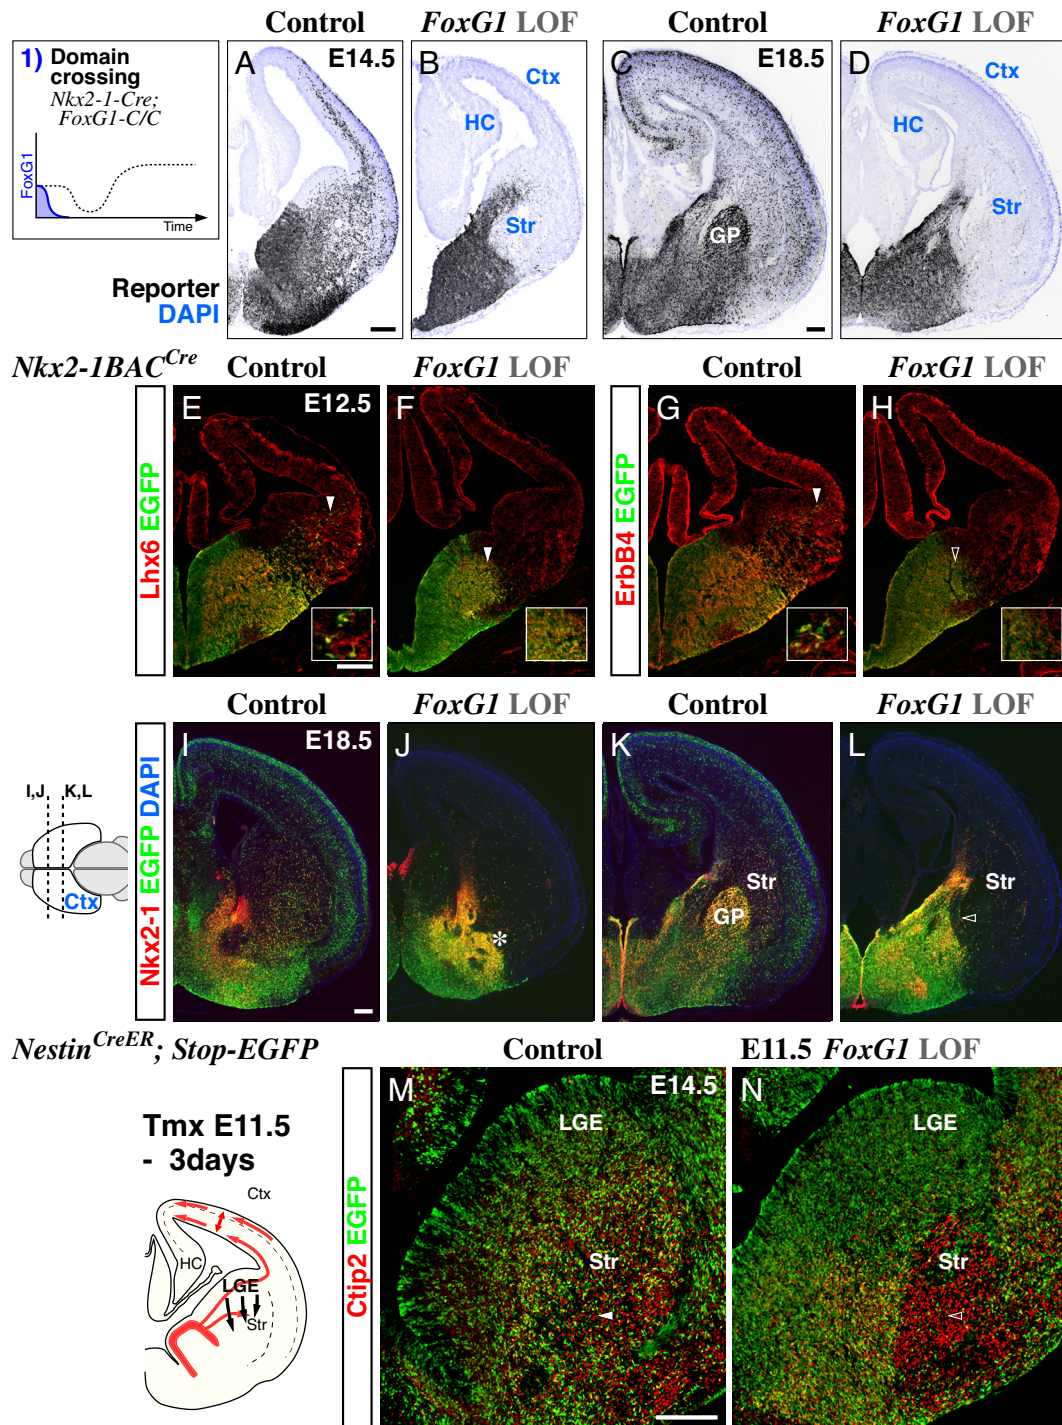 Control FoxG1 LOF Control FoxG1 LOF
1) Domain crossing
Nkx2-1-Cre;
FoxG1-C/C
FoxG1
Time
A E14.5
B
HC
Str
C E18.5
GP
D
Ctx
HC
Str
Reporter
DAPI
Nkx2-1BAC^Cre Control FoxG1 LOF Control FoxG1 LOF
Lhx6 EGFP
E E12.5
F
ErbB4 EGFP
G
H
Control FoxG1 LOF Control FoxG1 LOF
I,J K,L
Ctx
Nkx2-1 EGFP DAPI
I E18.5
J
*
K
Str
GP
L
Str
Nestin^CreER; Stop-EGFP Control E11.5 FoxG1 LOF
Tmx E11.5
- 3days
Ctx
HC
LGE
Str
Ctip2 EGFP
M E14.5
LGE
Str
N
LGE
Str